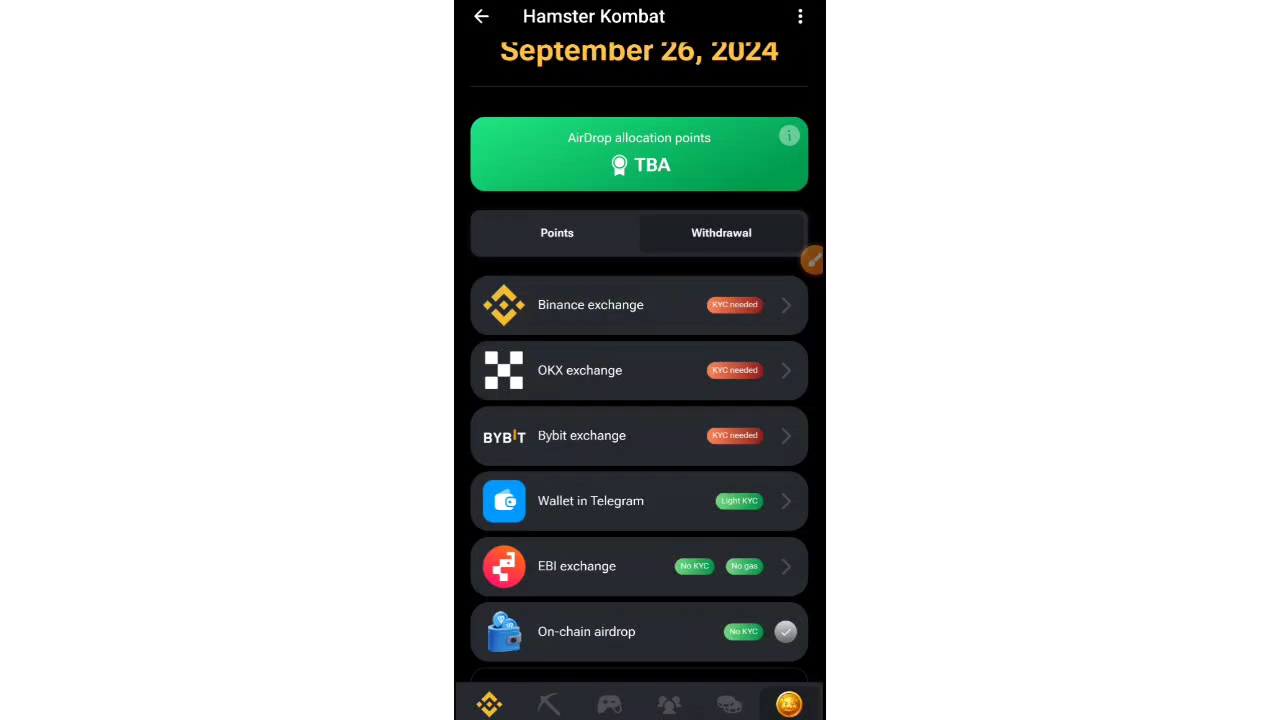 Hamster Kombat
September 26, 2024
AirDrop allocation points
TBA
Points
Withdrawal
Binance exchange
KYC needed
OKX exchange
KYC needed
BYBIT
Bybit exchange
KYC needed
Wallet in Telegram
Light KYC
EBI exchange
No KYC
No gas
On-chain airdrop
No KYC